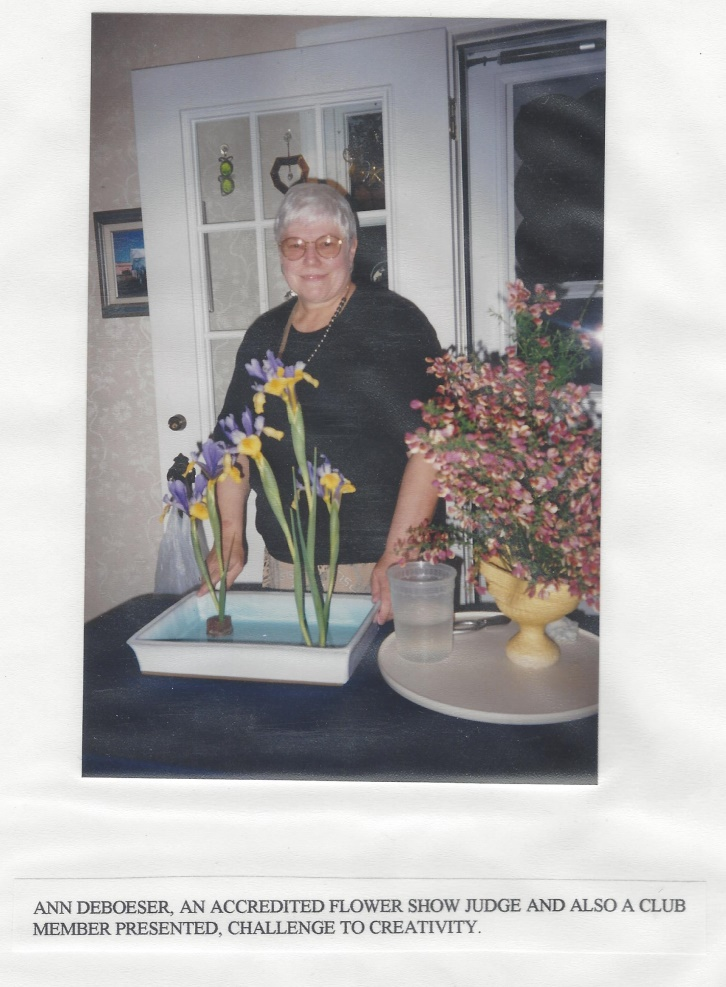 ANN DEBOESER, AN ACCREDITED FLOWER SHOW JUDGE AND ALSO A CLUB
MEMBER PRESENTED, CHALLENGE TO CREATIVITY.